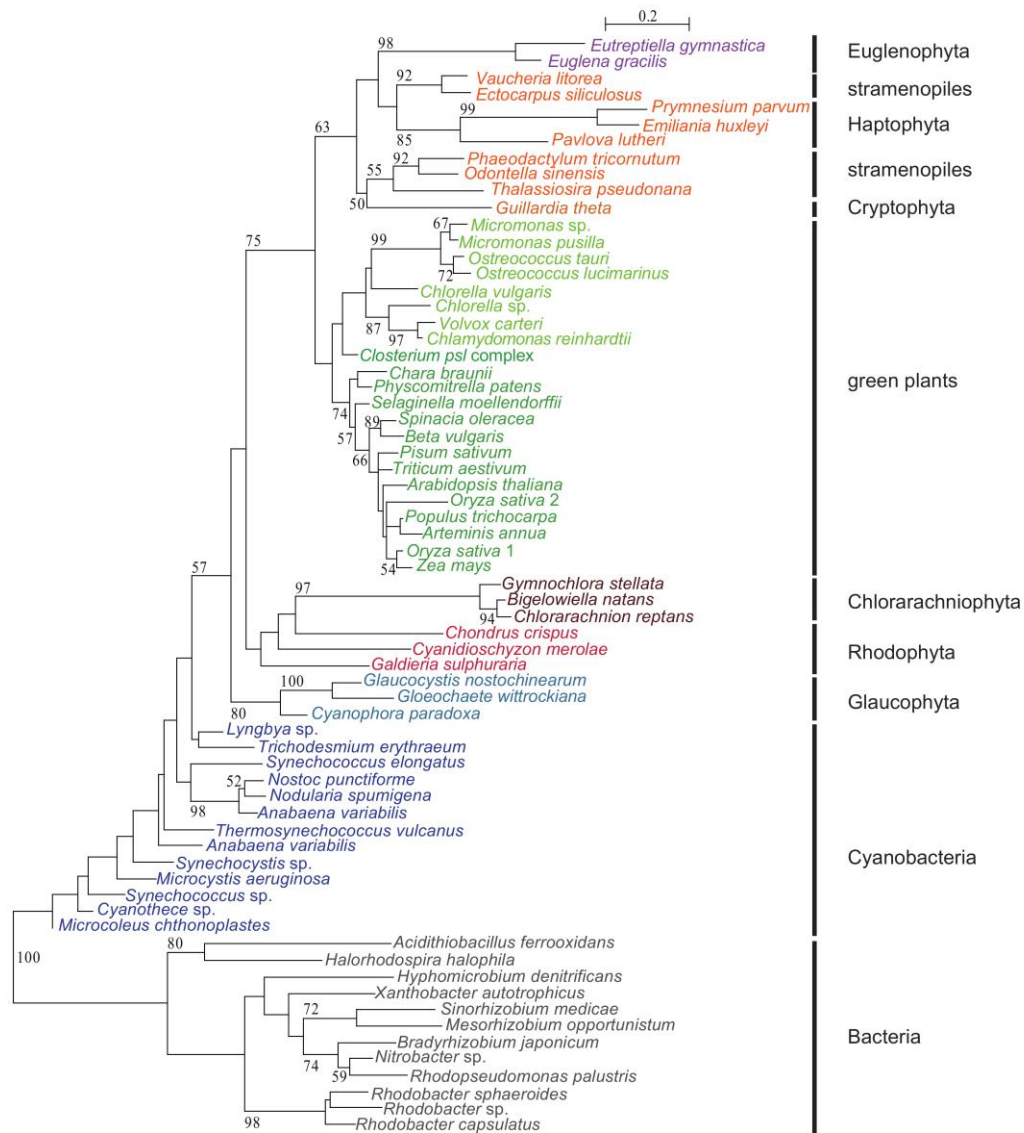 0.2
98
Eutreptiella gymnastica
Euglena gracilis
Euglenophyta
92
Vaucheria litorea
Ectocarpus siliculosus
stramenopiles
99
Prymnesium parvum
Emiliania huxleyi
Haptophyta
85
Pavlova lutheri
63
92
Phaeodactylum tricornutum
55
Odontella sinensis
stramenopiles
Thalassiosira pseudonana
50
Guillardia theta
Cryptophyta
67
Micromonas sp.
75
99
Micromonas pusilla
Ostreococcus tauri
72
Ostreococcus lucimarinus
Chlorella vulgaris
Chlorella sp.
87
Volvox carteri
97
Chlamydomonas reinhardtii
Closterium psl complex
Chara braunii
green plants
Physcomitrella patens
74
Selaginella moellendorffii
89
Spinacia oleracea
57
Beta vulgaris
66
Pisum sativum
Triticum aestivum
Arabidopsis thaliana
Oryza sativa 2
Populus trichocarpa
Arteminis annua
Oryza sativa 1
54
Zea mays
57
97
Gymnochlora stellata
Bigelowiella natans
Chlorarachniophyta
94
Chlorarachnion reptans
Chondrus crispus
Cyanidioschyzon merolae
Rhodophyta
Galdieria sulphuraria
100
Glaucocystis nostochinearum
Gloeochaete wittrockiana
Glaucophyta
80
Cyanophora paradoxa
Lyngbya sp.
Trichodesmium erythraeum
Synechococcus elongatus
52
Nostoc punctiforme
Nodularia spumigena
98
Anabaena variabilis
Thermosynechococcus vulcanus
Anabaena variabilis
Cyanobacteria
Synechocystis sp.
Microcystis aeruginosa
Synechococcus sp.
Cyanothece sp.
Microcoleus chthonoplastes
100
80
Acidithiobacillus ferrooxidans
Halorhodospira halophila
Hyphomicrobium denitrificans
Xanthobacter autotrophicus
72
Sinorhizobium medicae
Mesorhizobium opportunistum
Bacteria
Bradyrhizobium japonicum
74
Nitrobacter sp.
59
Rhodopseudomonas palustris
Rhodobacter sphaeroides
Rhodobacter sp.
98
Rhodobacter capsulatus